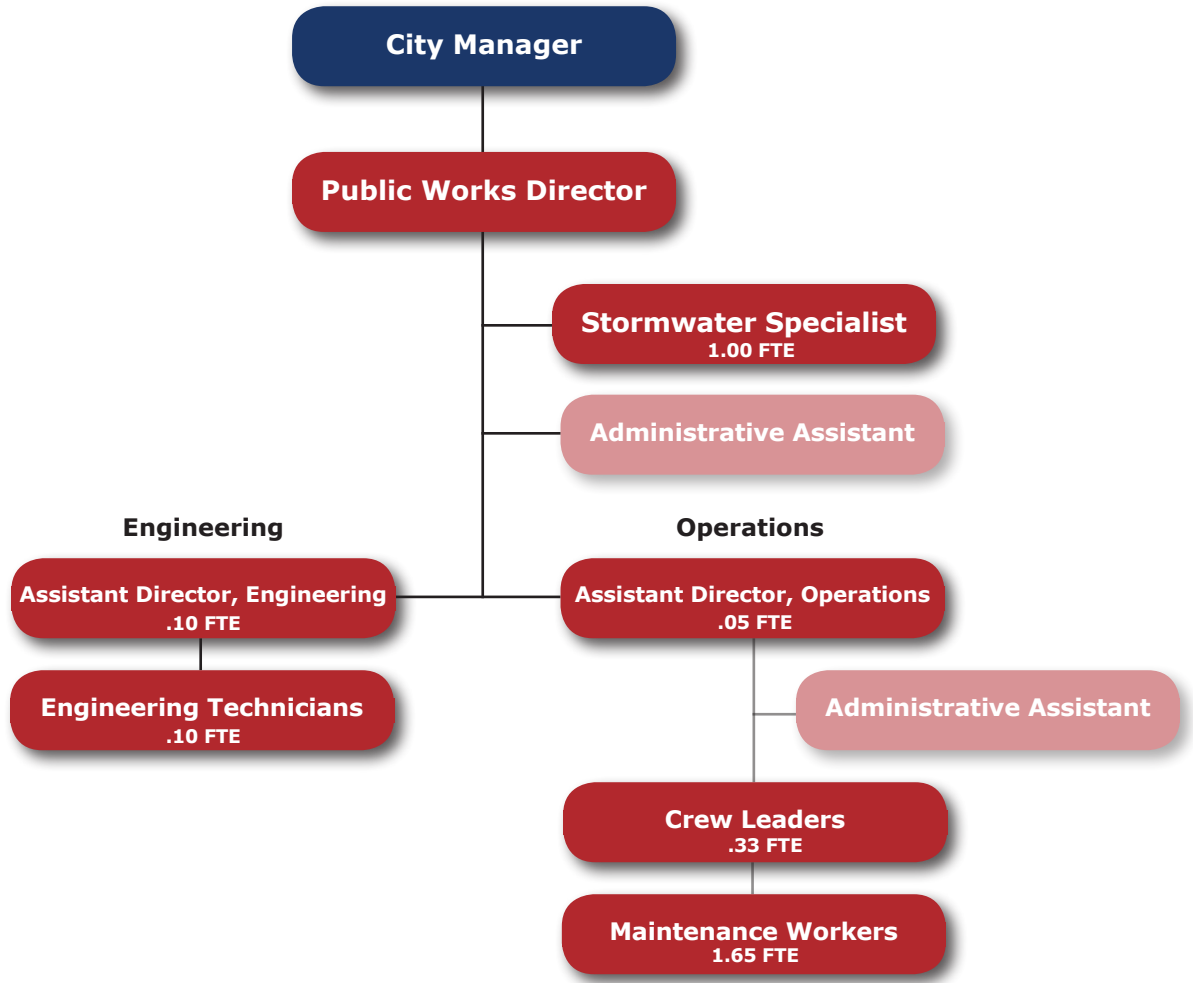 City Manager
Public Works Director
Stormwater Specialist
1.00 FTE
Administrative Assistant
Engineering
Operations
Assistant Director, Engineering
.10 FTE
Assistant Director, Operations
.05 FTE
Engineering Technicians
.10 FTE
Administrative Assistant
Crew Leaders
.33 FTE
Maintenance Workers
1.65 FTE